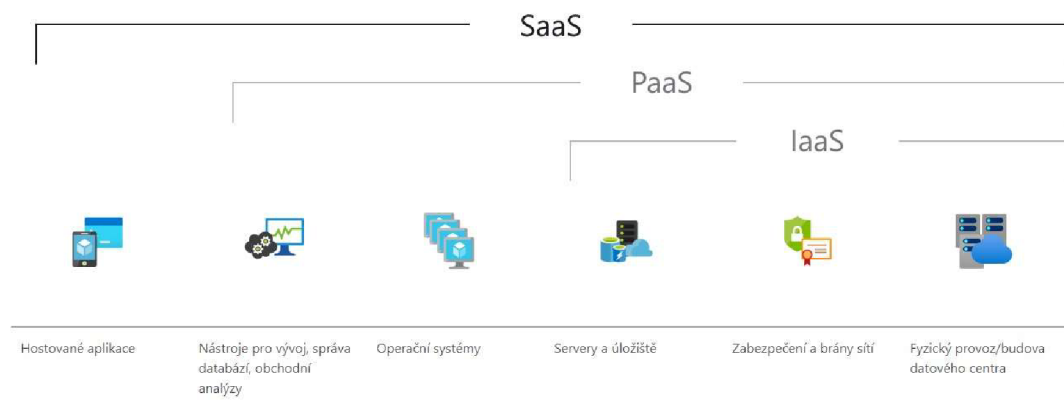 SaaS
PaaS
IaaS
Hostované aplikace
Nástroje pro vývoj, správa
databází, obchodní
analýzy
Operační systémy
Servery a úložiště
Zabezpečení a brány sítí
Fyzický provoz/budova
datového centra